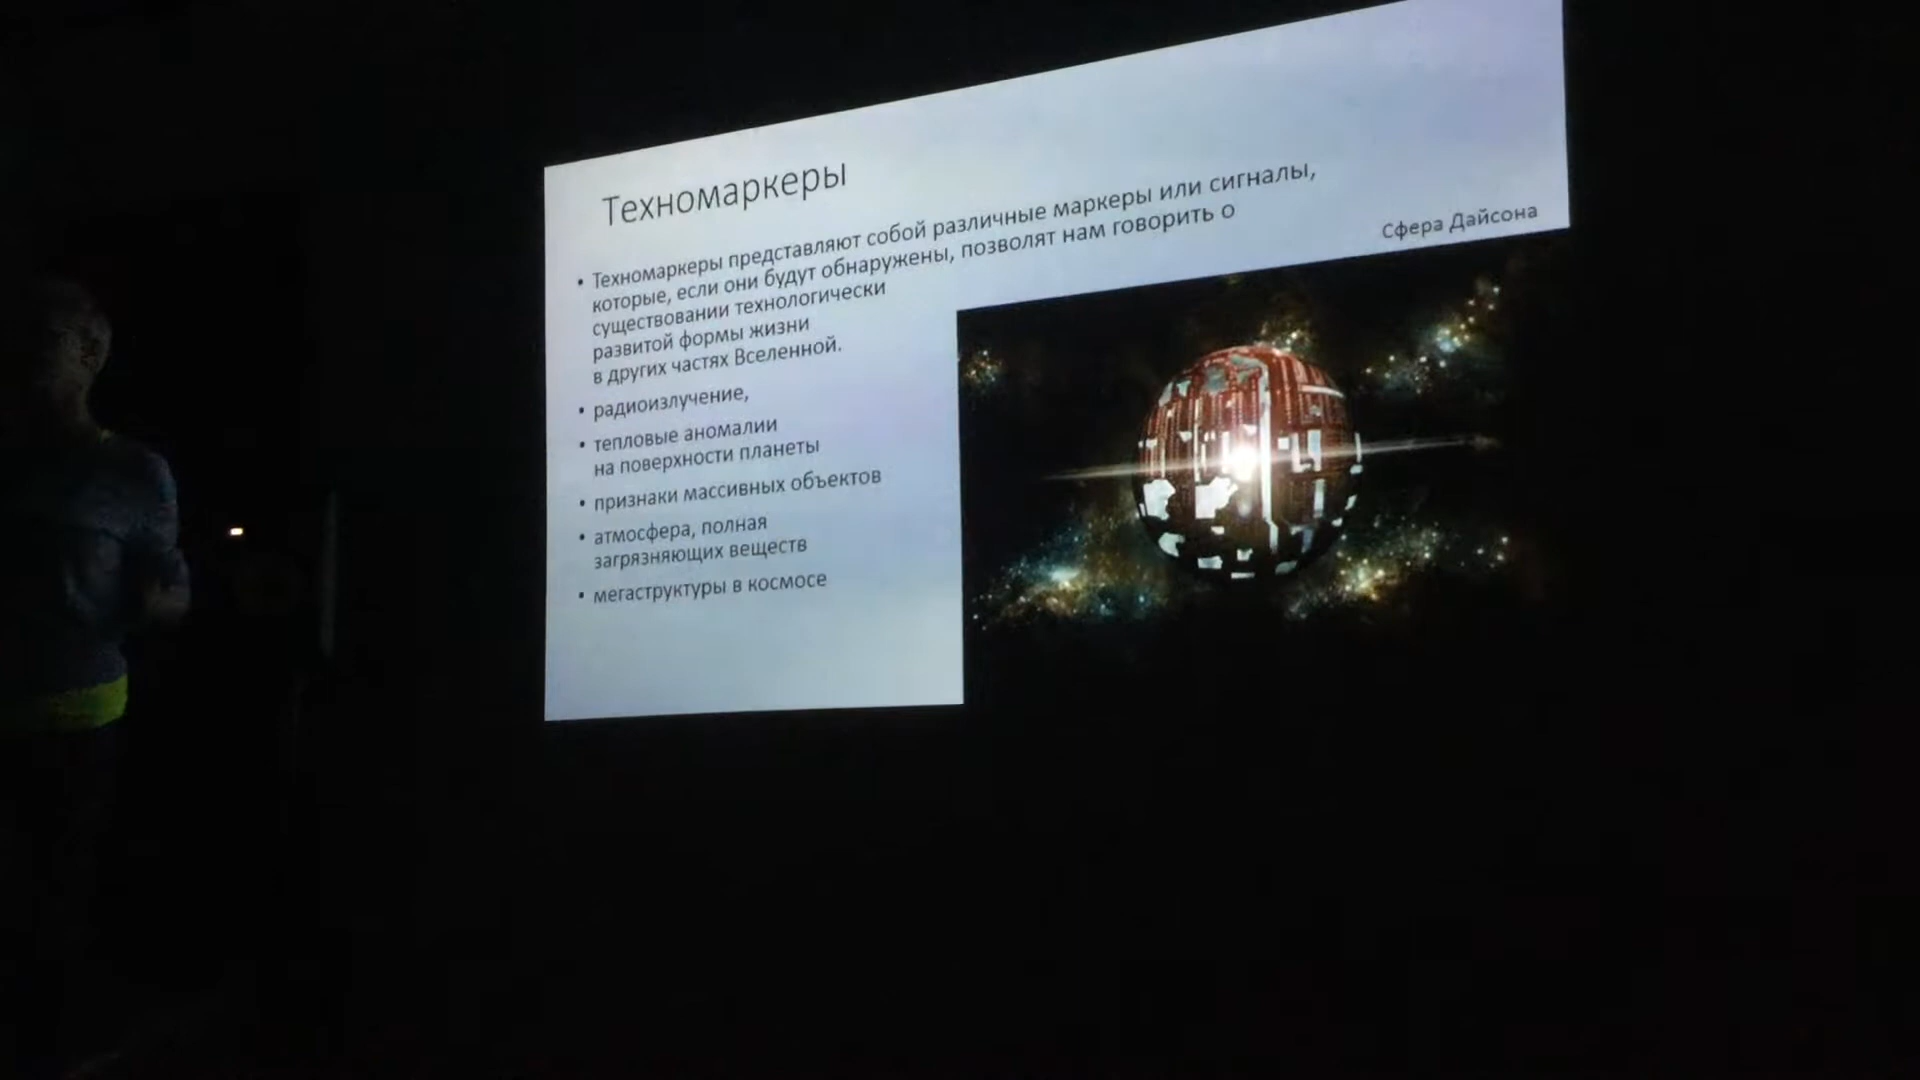 Техномаркеры
• Техномаркеры представляют собой различные маркеры или сигналы,
которые, если они будут обнаружены, позволят нам говорить о
существовании технологически
развитой формы жизни
в других частях Вселенной.
• радиоизлучение,
• тепловые аномалии
на поверхности планеты
• признаки массивных объектов
• атмосфера, полная
загрязняющих веществ
• мегаструктуры в космосе
Сфера Дайсона